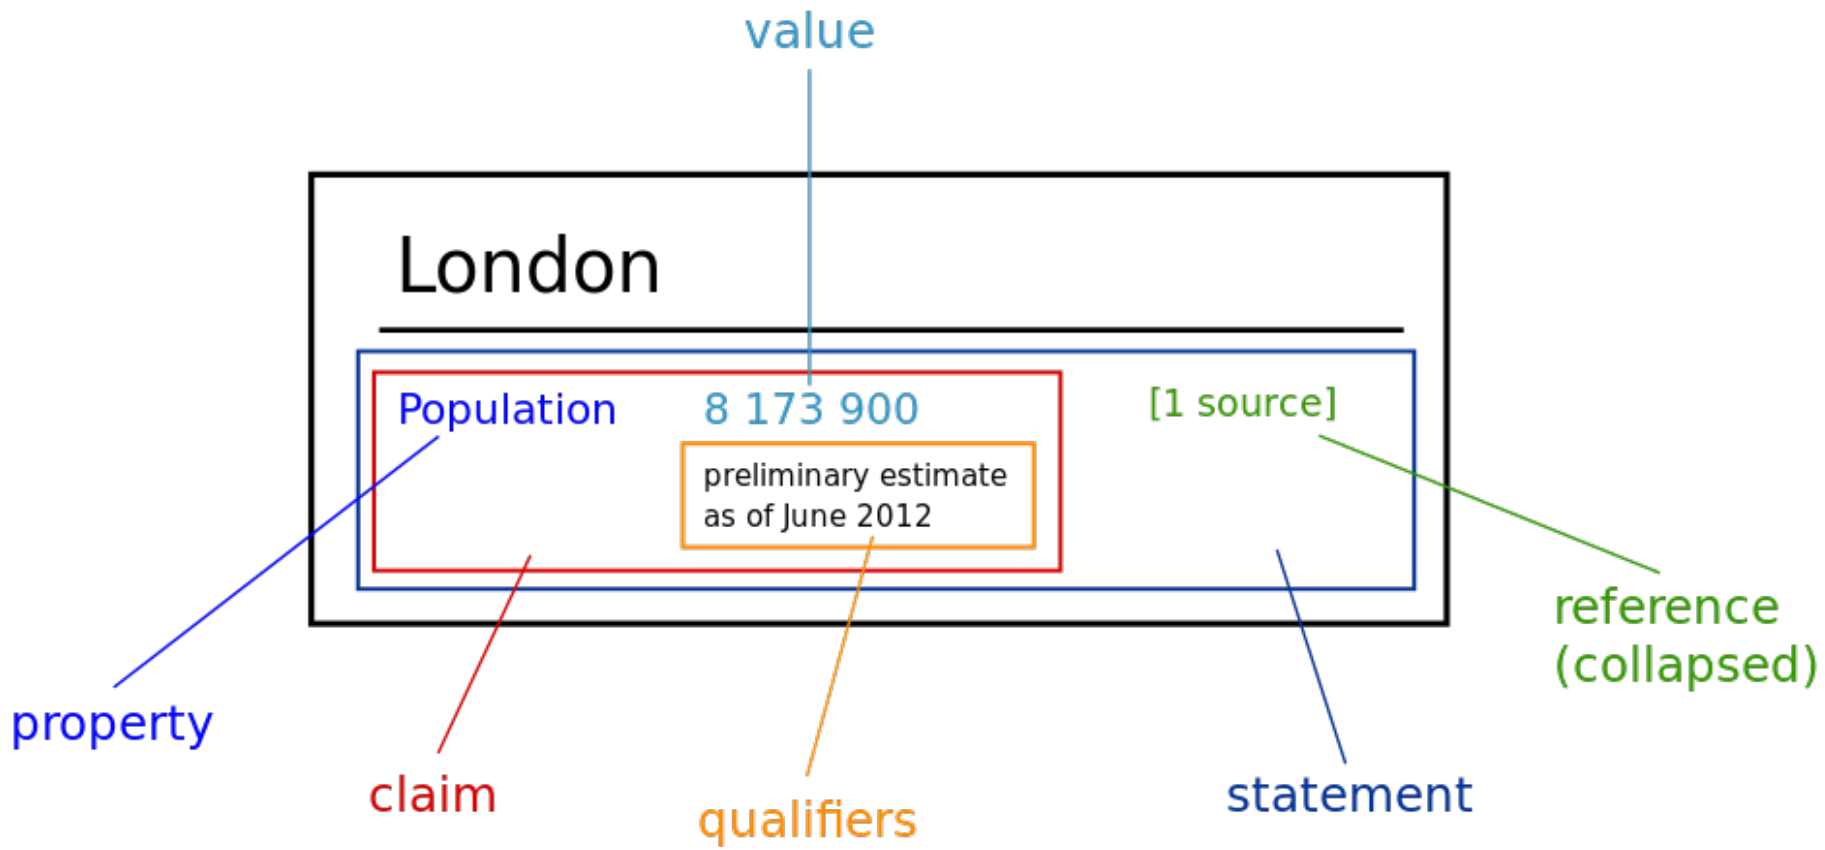 value
London
Population 8 173 900 [1 source]
preliminary estimate
as of June 2012
reference
(collapsed)
property
claim
qualifiers
statement